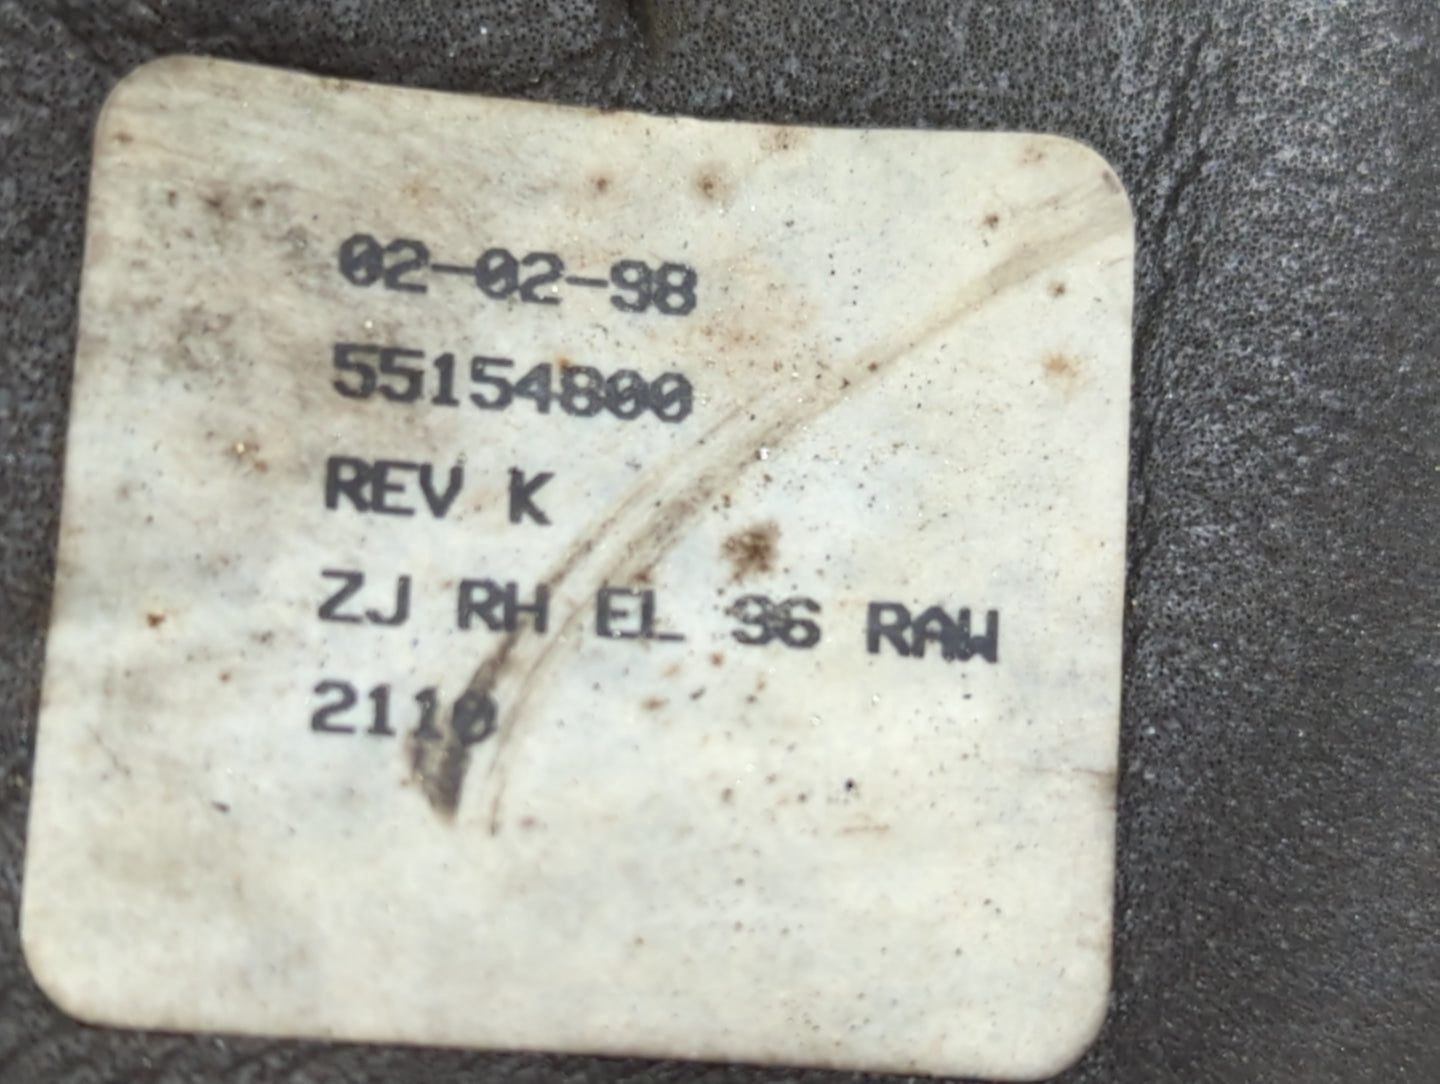 02-02-98
55154800
REV K
ZJ RH EL 96 RAW
2110